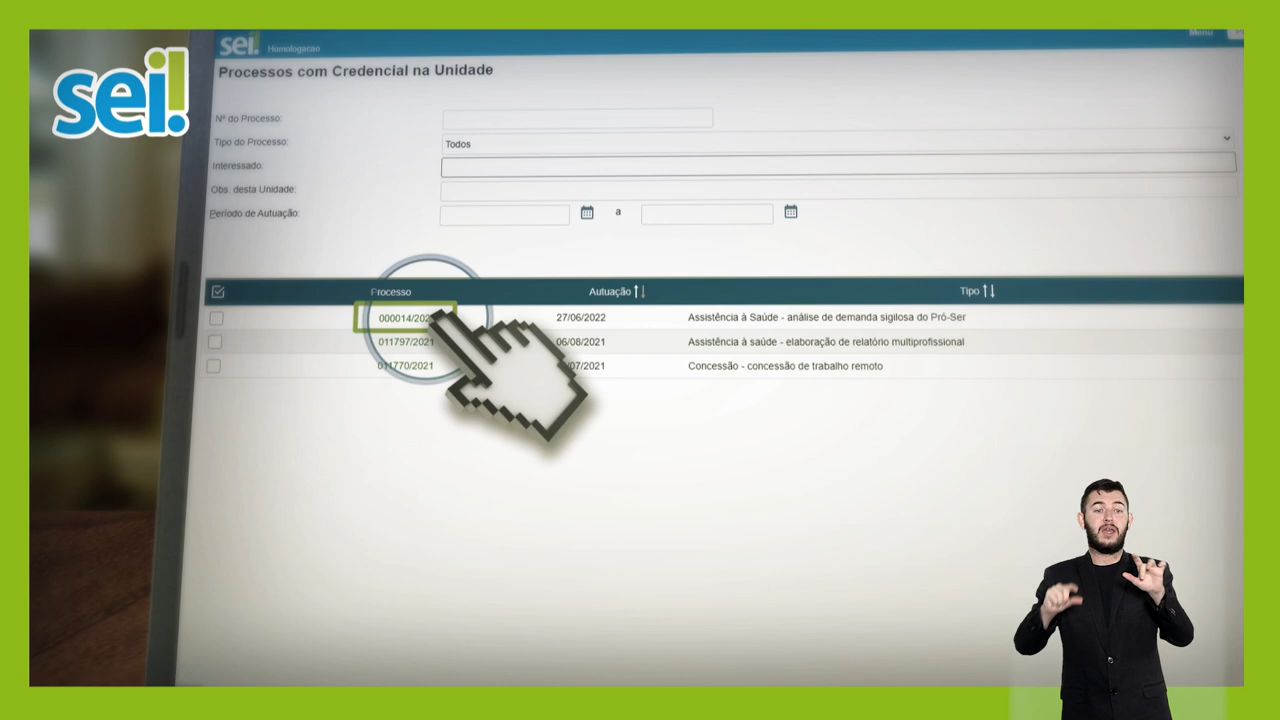 sei!
sei! Homologacao
Menu
Processos com Credencial na Unidade
Nº do Processo:
Tipo do Processo: Todos
Interessado:
Obs. desta Unidade:
Período de Autuação: a
Processo Autuação Tipo
27/06/2022 Assistência à Saúde - análise de demanda sigilosa do Pró-Ser
011797/2021 06/08/2021 Assistência à saúde - elaboração de relatório multiprofissional
011770/2021 Concessão - concessão de trabalho remoto